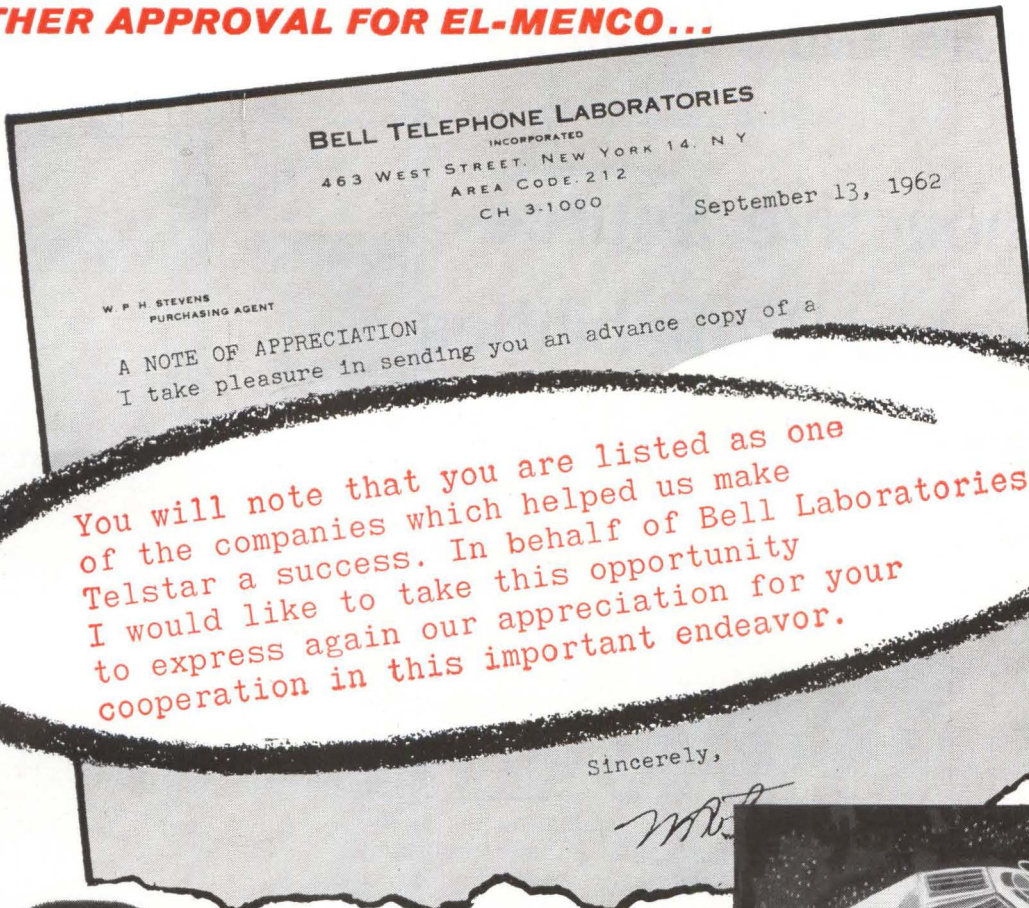 THER APPROVAL FOR EL-MENCO...
BELL TELEPHONE LABORATORIES
INCORPORATED
463 WEST STREET, NEW YORK 14, N Y
AREA CODE. 212
CH 3-1000
September 13, 1962
W. P. H. STEVENS
PURCHASING AGENT
A NOTE OF APPRECIATION
I take pleasure in sending you an advance copy of a
You will note that you are listed as one
of the companies which helped us make
Telstar a success. In behalf of Bell Laboratories
I would like to take this opportunity
to express again our appreciation for your
cooperation in this important endeavor.
Sincerely,